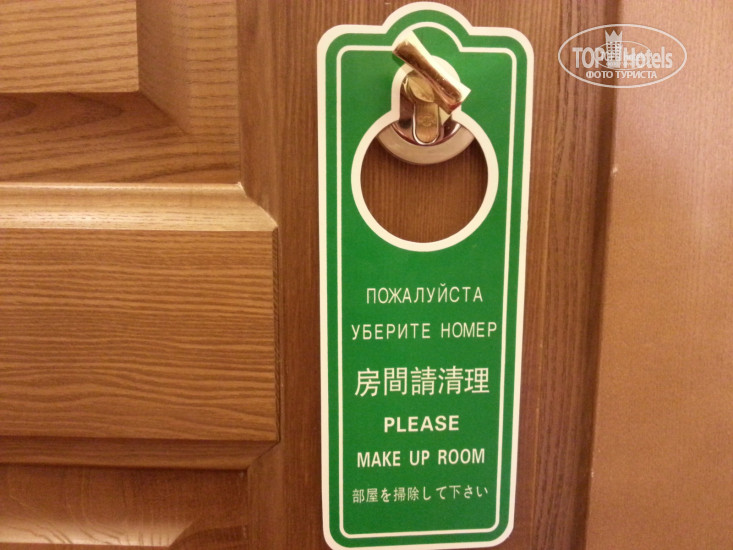 TOP Hotels
ФОТО ТУРИСТА
ПОЖАЛУЙСТА
УБЕРИТЕ НОМЕР
房間請清理
PLEASE
MAKE UP ROOM
部屋を掃除して下さい